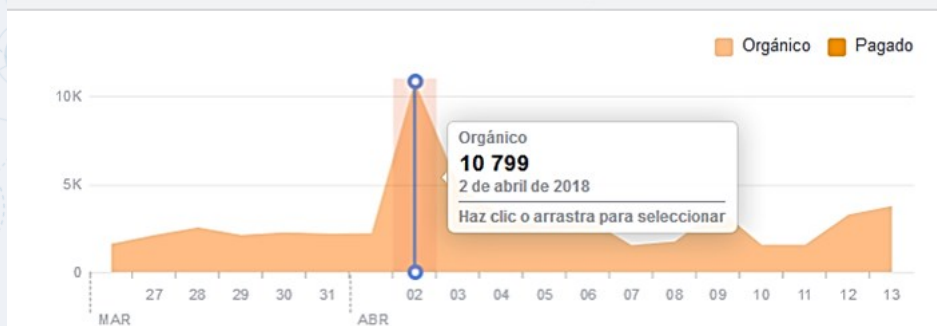 Orgánico Pagado
10K
Orgánico
10 799
2 de abril de 2018
Haz clic o arrastra para seleccionar
5K
0
27 28 29 30 31 02 03 04 05 06 07 08 09 10 11 12 13
MAR ABR